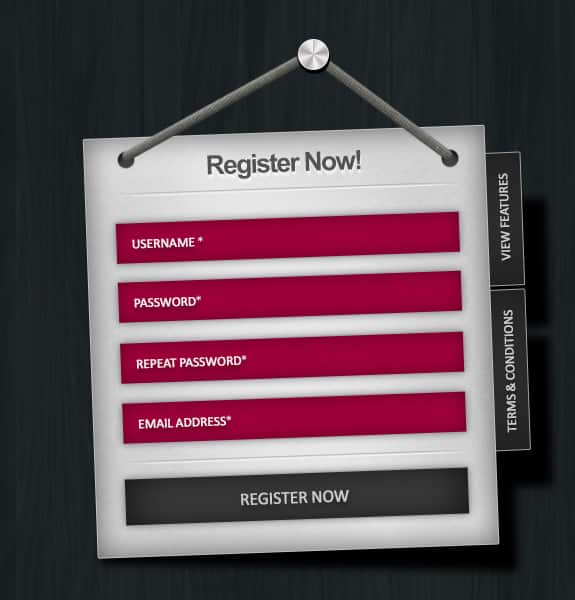 Register Now!
USERNAME *
PASSWORD*
REPEAT PASSWORD*
EMAIL ADDRESS*
REGISTER NOW
VIEW FEATURES
TERMS & CONDITIONS